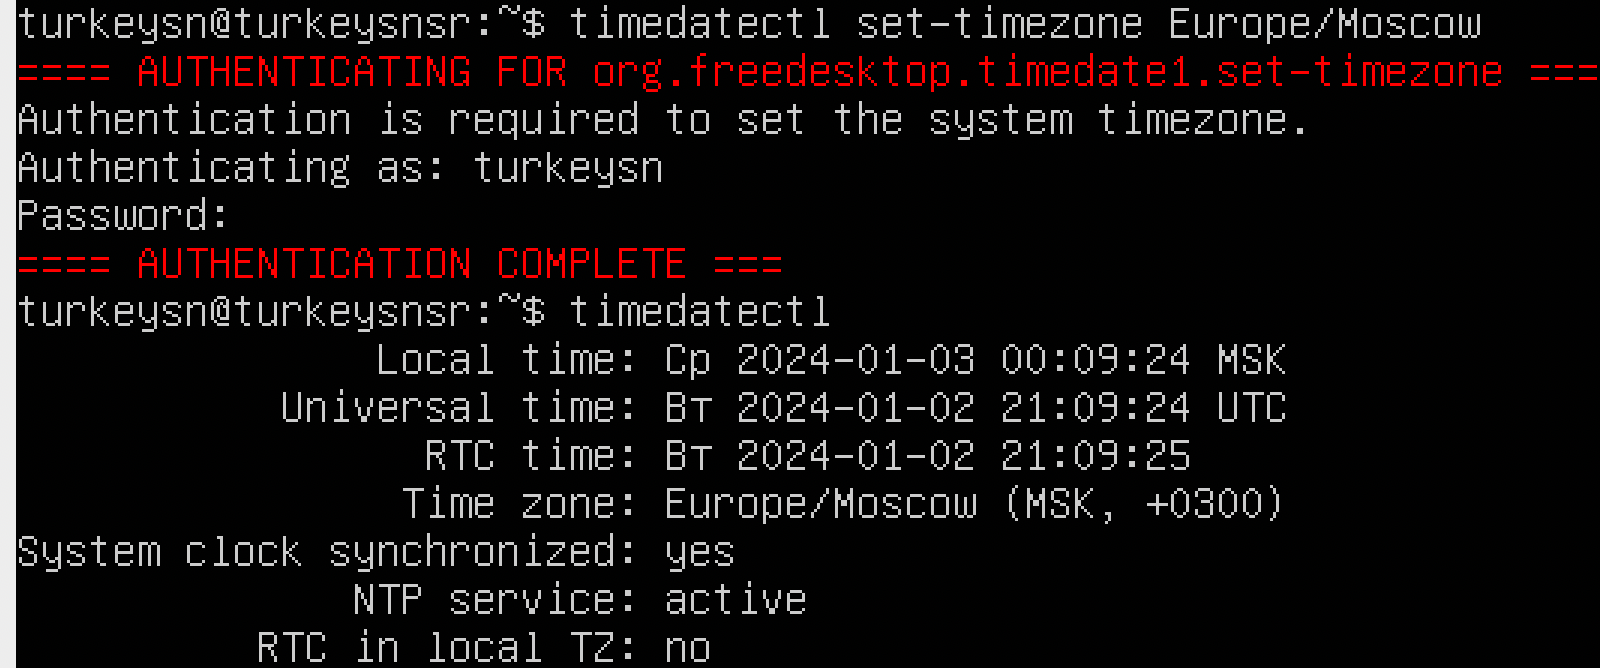 turkeysn@turkeysnsr:~$ timedatectl set-timezone Europe/Moscow
==== AUTHENTICATING FOR org.freedesktop.timedate1.set-timezone ===
Authentication is required to set the system timezone.
Authenticating as: turkeysn
Password:
==== AUTHENTICATION COMPLETE ===
turkeysn@turkeysnsr:~$ timedatectl
Local time: Ср 2024-01-03 00:09:24 MSK
Universal time: Вт 2024-01-02 21:09:24 UTC
RTC time: Вт 2024-01-02 21:09:25
Time zone: Europe/Moscow (MSK, +0300)
System clock synchronized: yes
NTP service: active
RTC in local TZ: no